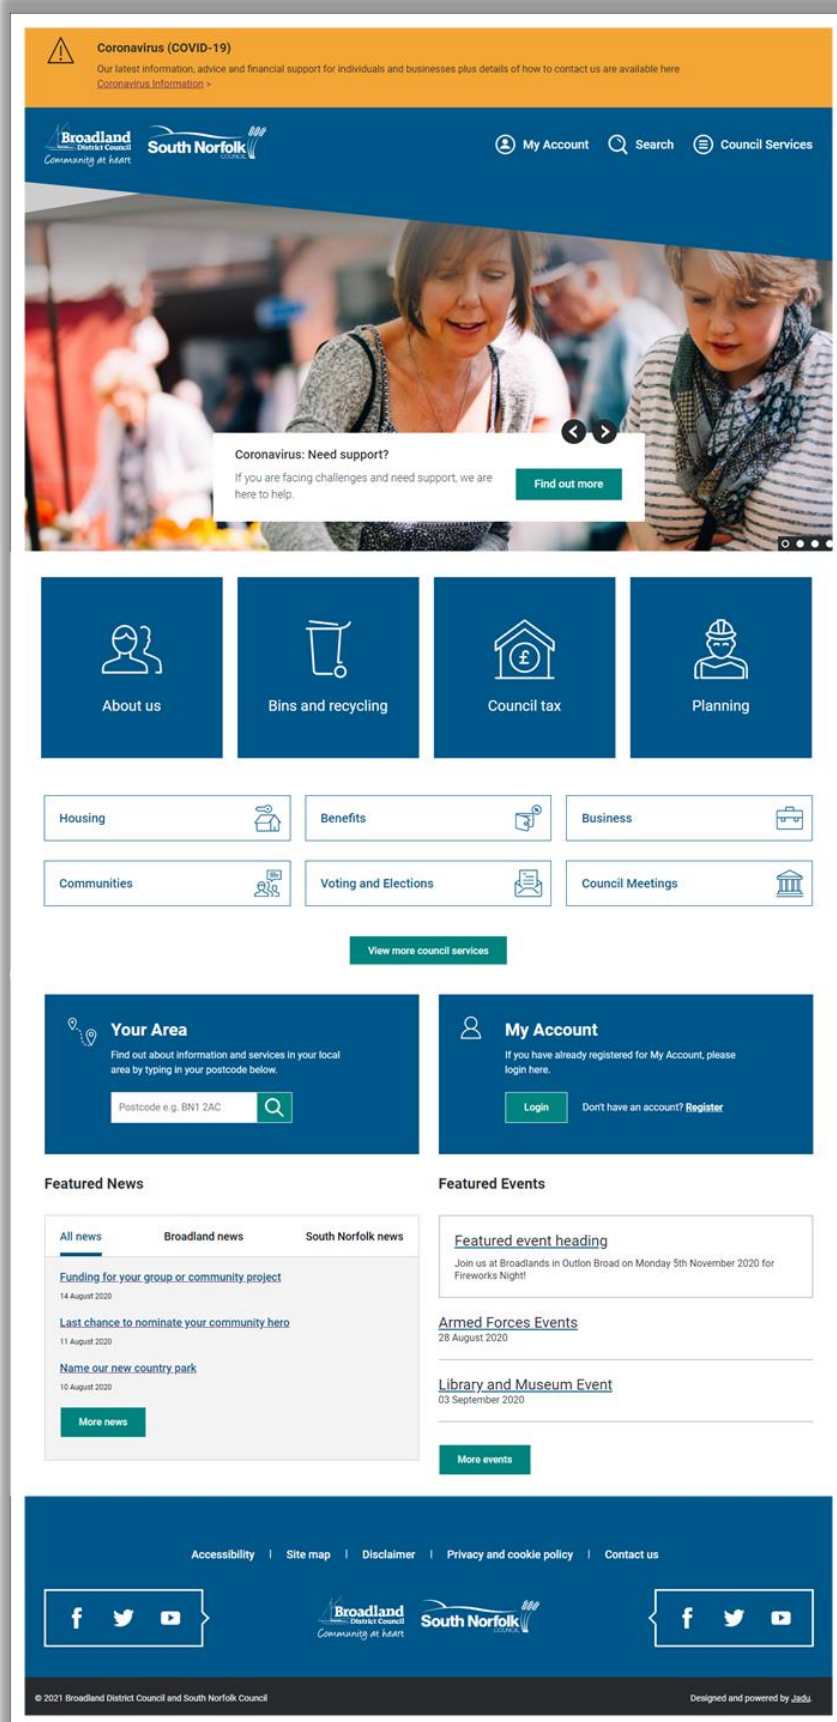 Coronavirus (COVID-19)
Our latest information, advice and financial support for individuals and businesses plus details of how to contact us are available here
Coronavirus Information >
Broadland
District Council
Community at heart
South Norfolk
COUNCIL
My Account
Search
Council Services
Coronavirus: Need support?
If you are facing challenges and need support, we are
here to help.
Find out more
About us
Bins and recycling
Council tax
Planning
Housing
Benefits
Business
Communities
Voting and Elections
Council Meetings
View more council services
Your Area
Find out about information and services in your local
area by typing in your postcode below.
Postcode e.g. BN1 2AC
My Account
If you have already registered for My Account, please
login here.
Login
Don't have an account? Register
Featured News
All news
Broadland news
South Norfolk news
Funding for your group or community project
14 August 2020
Last chance to nominate your community hero
11 August 2020
Name our new country park
10 August 2020
More news
Featured Events
Featured event heading
Join us at Broadlands in Outlon Broad on Monday 5th November 2020 for
Fireworks Night!
Armed Forces Events
28 August 2020
Library and Museum Event
03 September 2020
More events
Accessibility | Site map | Disclaimer | Privacy and cookie policy | Contact us
Broadland
District Council
Community at heart
South Norfolk
COUNCIL
© 2021 Broadland District Council and South Norfolk Council
Designed and powered by Jadu.